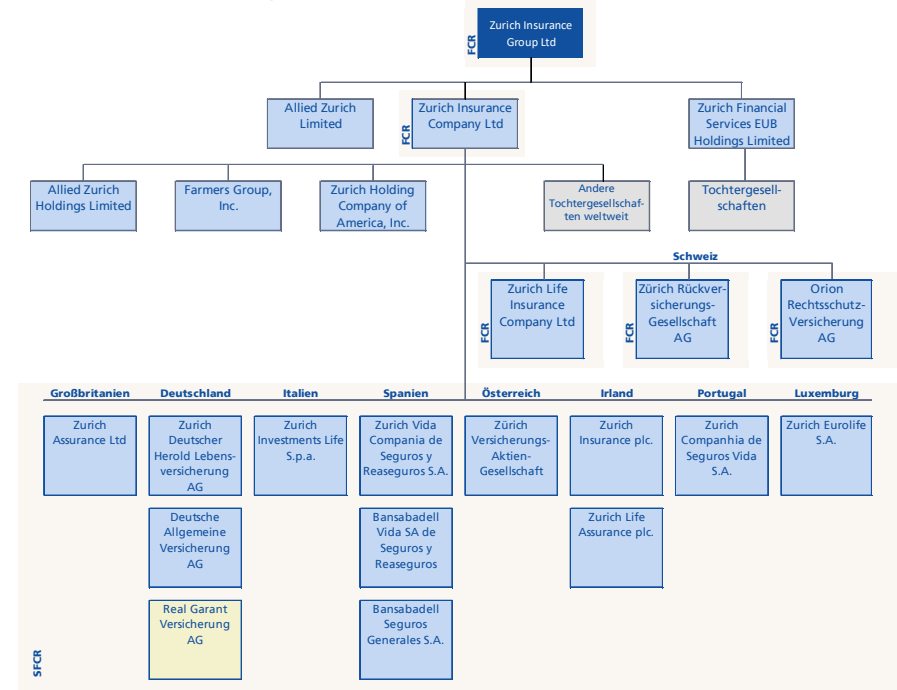 Zurich Insurance
Group Ltd
FCR
Allied Zurich
Limited
FCR
Zurich Insurance
Company Ltd
Zurich Financial
Services EUB
Holdings Limited
Allied Zurich
Holdings Limited
Farmers Group,
Inc.
Zurich Holding
Company of
America, Inc.
Andere
Tochtergesellschaf-
ten weltweit
Tochtergesell-
schaften
Schweiz
FCR
Zurich Life
Insurance
Company Ltd
FCR
Zürich Rückver-
sicherungs-
Gesellschaft
AG
FCR
Orion
Rechtsschutz-
Versicherung
AG
Großbritanien
Deutschland
Italien
Spanien
Österreich
Irland
Portugal
Luxemburg
Zurich
Assurance Ltd
Zurich
Deutscher
Herold Lebens-
versicherung
AG
Zurich
Investments Life
S.p.a.
Zurich Vida
Compania de
Seguros y
Reaseguros S.A.
Zürich
Versicherungs-
Aktien-
Gesellschaft
Zurich
Insurance plc.
Zurich
Companhia de
Seguros Vida
S.A.
Zurich Eurolife
S.A.
Deutsche
Allgemeine
Versicherung
AG
Bansabadell
Vida SA de
Seguros y
Reaseguros
Zurich Life
Assurance plc.
Real Garant
Versicherung
AG
Bansabadell
Seguros
Generales S.A.
SFCR